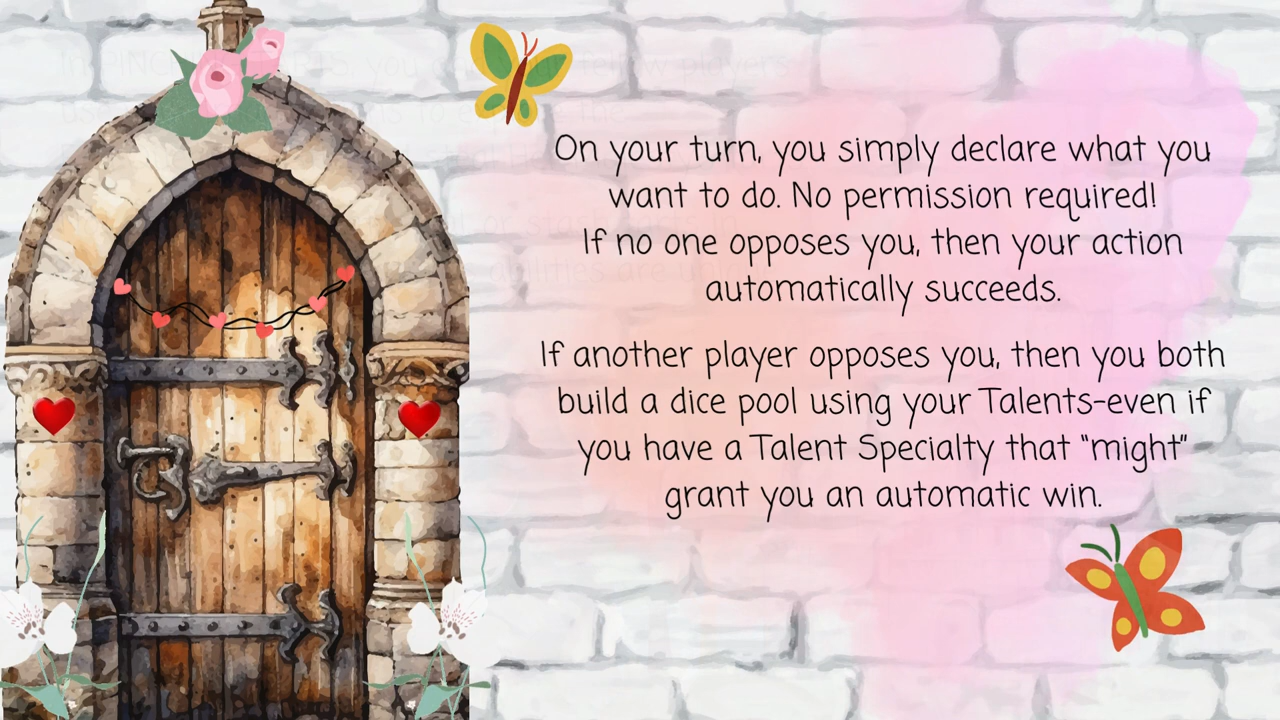 On your turn, you simply declare what you
want to do. No permission required!
If no one opposes you, then your action
automatically succeeds.
If another player opposes you, then you both
build a dice pool using your Talents-even if
you have a Talent Specialty that "might"
grant you an automatic win.